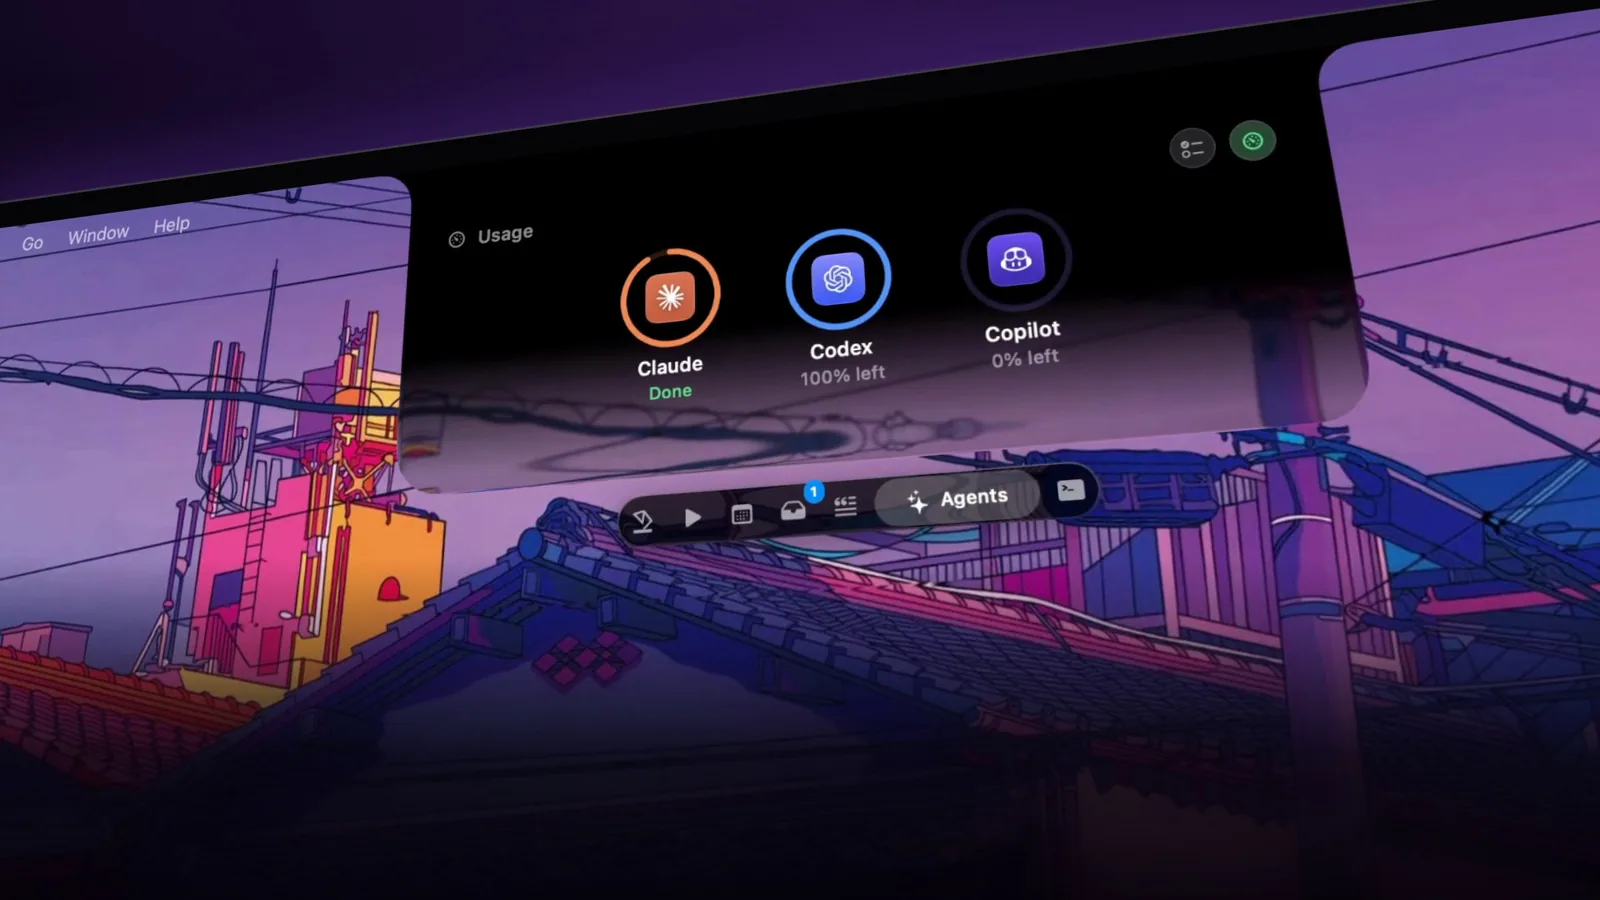 Go Window Help
Usage
Claude
Done
Codex
100% left
Copilot
0% left
1
Agents